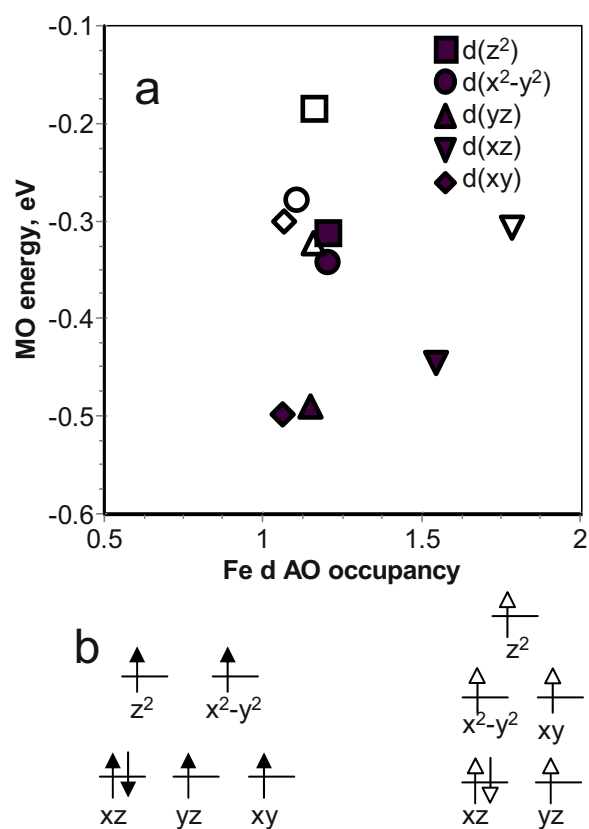 -0.1
a
d(z²)
d(x²-y²)
d(yz)
d(xz)
d(xy)
-0.2
-0.3
-0.4
-0.5
-0.6
MO energy, eV
0.5 1 1.5 2
Fe d AO occupancy
b
z²
z² x²-y²
x²-y² xy
xz yz xy
xz yz